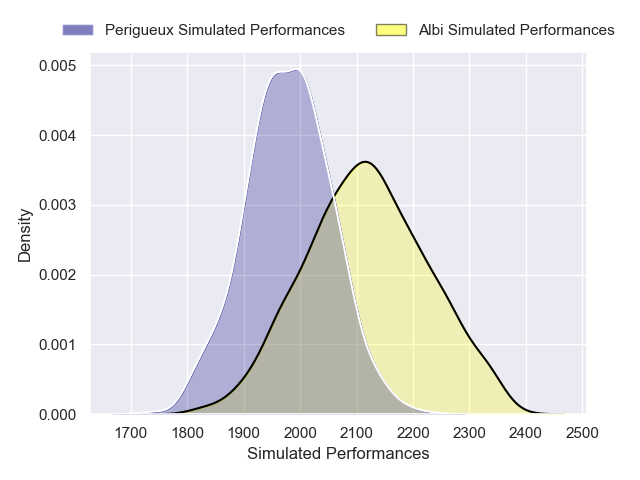 Perigueux Simulated Performances Albi Simulated Performances
0.005
0.004
0.003
0.002
0.001
0.000
Density
1700 1800 1900 2000 2100 2200 2300 2400 2500
Simulated Performances